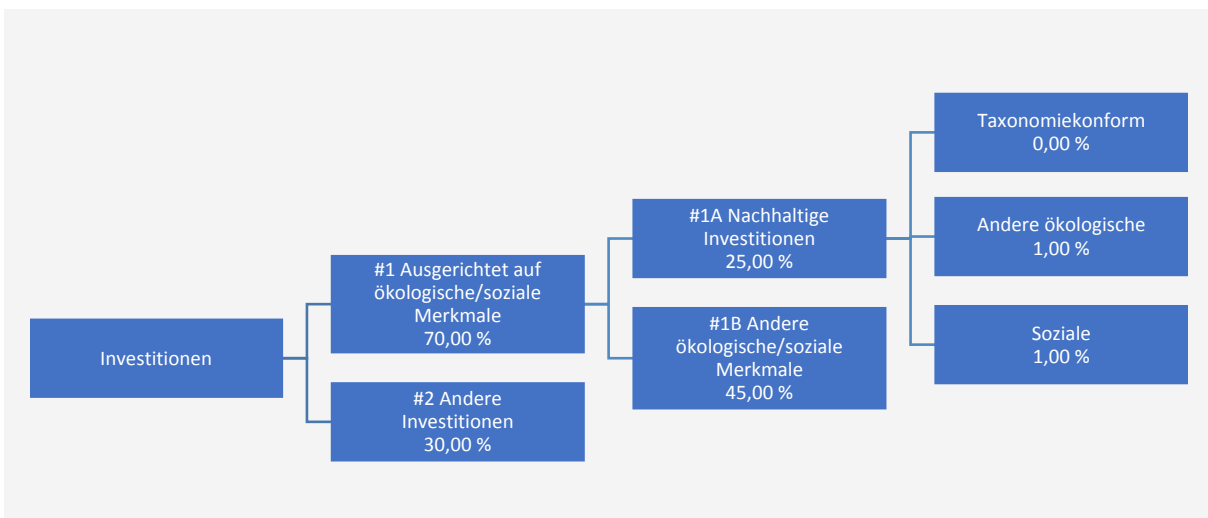 Investitionen
#1 Ausgerichtet auf
ökologische/soziale
Merkmale
70,00 %
#2 Andere
Investitionen
30,00 %
#1A Nachhaltige
Investitionen
25,00 %
#1B Andere
ökologische/soziale
Merkmale
45,00 %
Taxonomiekonform
0,00 %
Andere ökologische
1,00 %
Soziale
1,00 %